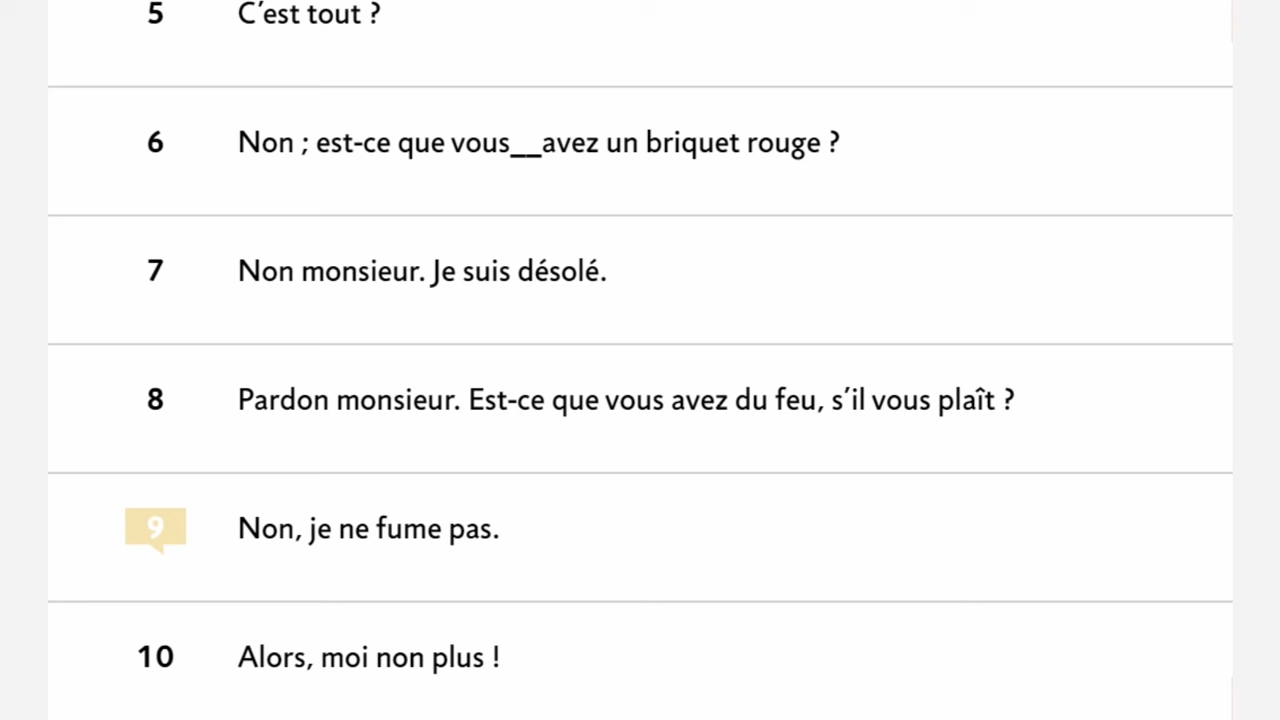 5 C’est tout ?
6 Non ; est-ce que vous__avez un briquet rouge ?
7 Non monsieur. Je suis désolé.
8 Pardon monsieur. Est-ce que vous avez du feu, s’il vous plaît ?
9 Non, je ne fume pas.
10 Alors, moi non plus !